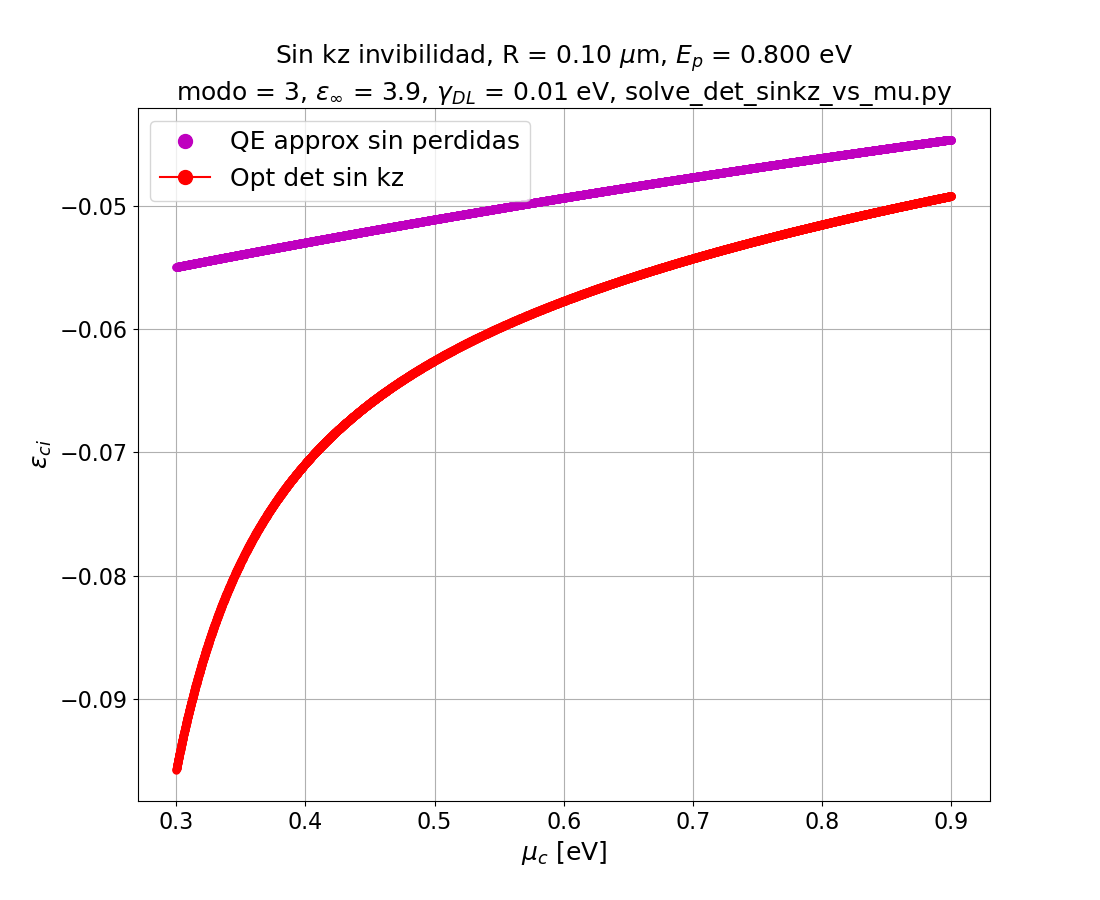 Sin kz invibilidad, R = 0.10 μm, E_p = 0.800 eV
modo = 3, ε_∞ = 3.9, γ_DL = 0.01 eV, solve_det_sinkz_vs_mu.py
QE approx sin perdidas
Opt det sin kz
−0.05
−0.06
−0.07
−0.08
−0.09
ε_ci
0.3 0.4 0.5 0.6 0.7 0.8 0.9
μ_c [eV]